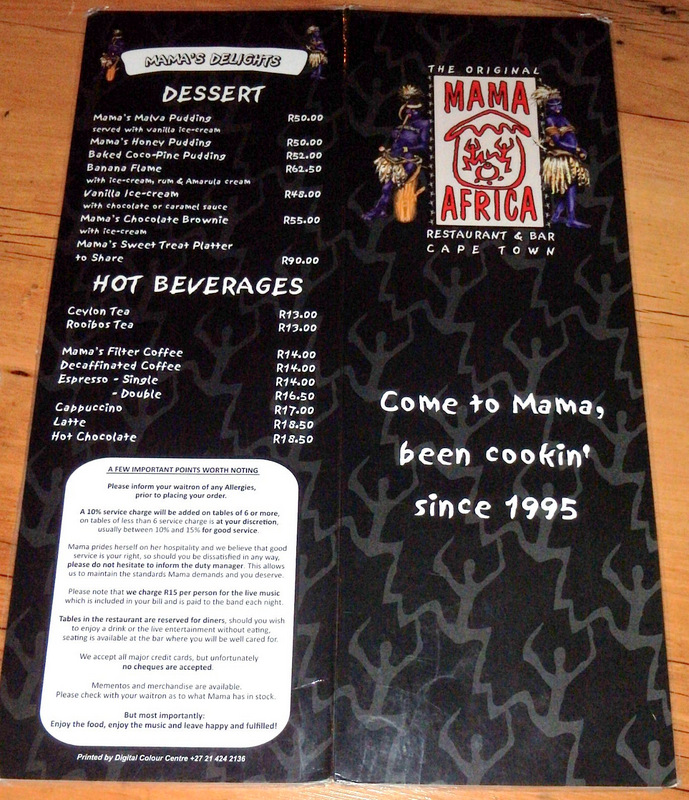 MAMA'S DELIGHTS
DESSERT
Mama's Malva Pudding R50.00
served with vanilla ice-cream
Mama's Honey Pudding R50.00
Baked Coco-Pine Pudding R52.00
Banana Flame R62.50
with ice-cream, rum & Amarula cream
Vanilla Ice-cream R48.00
with chocolate or caramel sauce
Mama's Chocolate Brownie R55.00
with ice-cream
Mama's Sweet Treat Platter
to Share R90.00
HOT BEVERAGES
Ceylon Tea R13.00
Rooibos Tea R13.00
Mama's Filter Coffee R14.00
Decaffinated Coffee R14.00
Espresso - Single R14.00
- Double R16.50
Cappuccino R17.00
Latte R18.50
Hot Chocolate R18.50
A FEW IMPORTANT POINTS WORTH NOTING
Please inform your waitron of any Allergies,
prior to placing your order.
A 10% service charge will be added on tables of 6 or more,
on tables of less than 6 service charge is at your discretion,
usually between 10% and 15% for good service.
Mama prides herself on her hospitality and we believe that good
service is your right, so should you be dissatisfied in any way,
please do not hesitate to inform the duty manager. This allows
us to maintain the standards Mama demands and you deserve.
Please note that we charge R15 per person for the live music
which is included in your bill and is paid to the band each night.
Tables in the restaurant are reserved for diners, should you wish
to enjoy a drink or the live entertainment without eating,
seating is available at the bar where you will be well cared for.
We accept all major credit cards, but unfortunately
no cheques are accepted.
Mementos and merchandise are available.
Please check with your waitron as to what Mama has in stock.
But most importantly:
Enjoy the food, enjoy the music and leave happy and fulfilled!
Printed by Digital Colour Centre +27 21 424 2136
THE ORIGINAL
MAMA
AFRICA
RESTAURANT & BAR
CAPE TOWN
Come to Mama,
been cookin'
since 1995